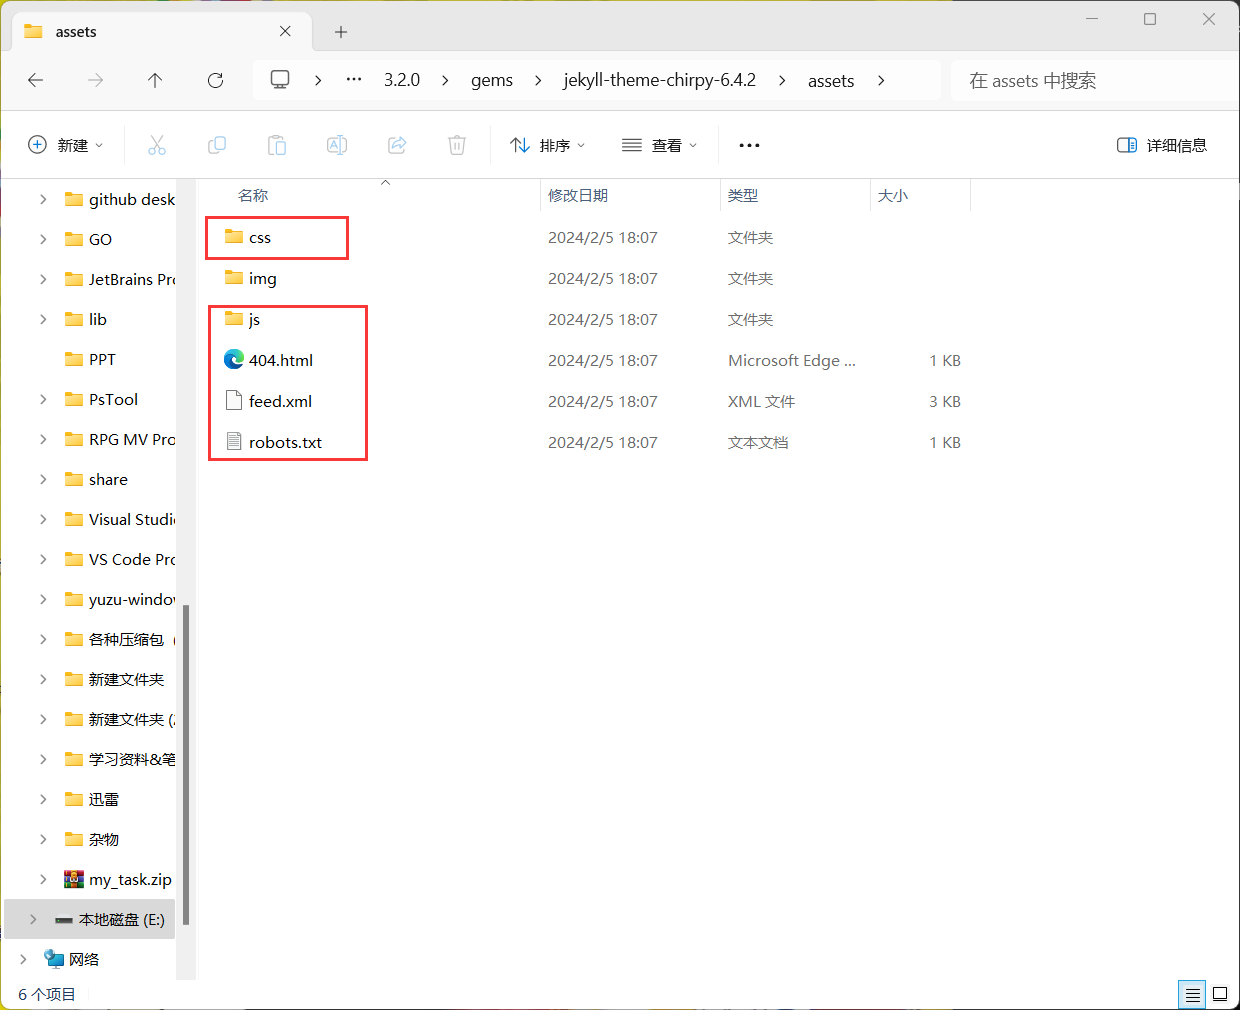 assets
3.2.0
gems
jekyll-theme-chirpy-6.4.2
assets
在 assets 中搜索
新建
排序
查看
详细信息
名称
修改日期
类型
大小
css
2024/2/5 18:07
文件夹
img
2024/2/5 18:07
文件夹
js
2024/2/5 18:07
文件夹
404.html
2024/2/5 18:07
Microsoft Edge ...
1 KB
feed.xml
2024/2/5 18:07
XML 文件
3 KB
robots.txt
2024/2/5 18:07
文本文档
1 KB
github desk
GO
JetBrains Pr
lib
PPT
PsTool
RPG MV Pro
share
Visual Studi
VS Code Pr
yuzu-windo
各种压缩包
新建文件夹
新建文件夹 (
学习资料&笔
迅雷
杂物
my_task.zip
本地磁盘 (E:)
网络
6 个项目